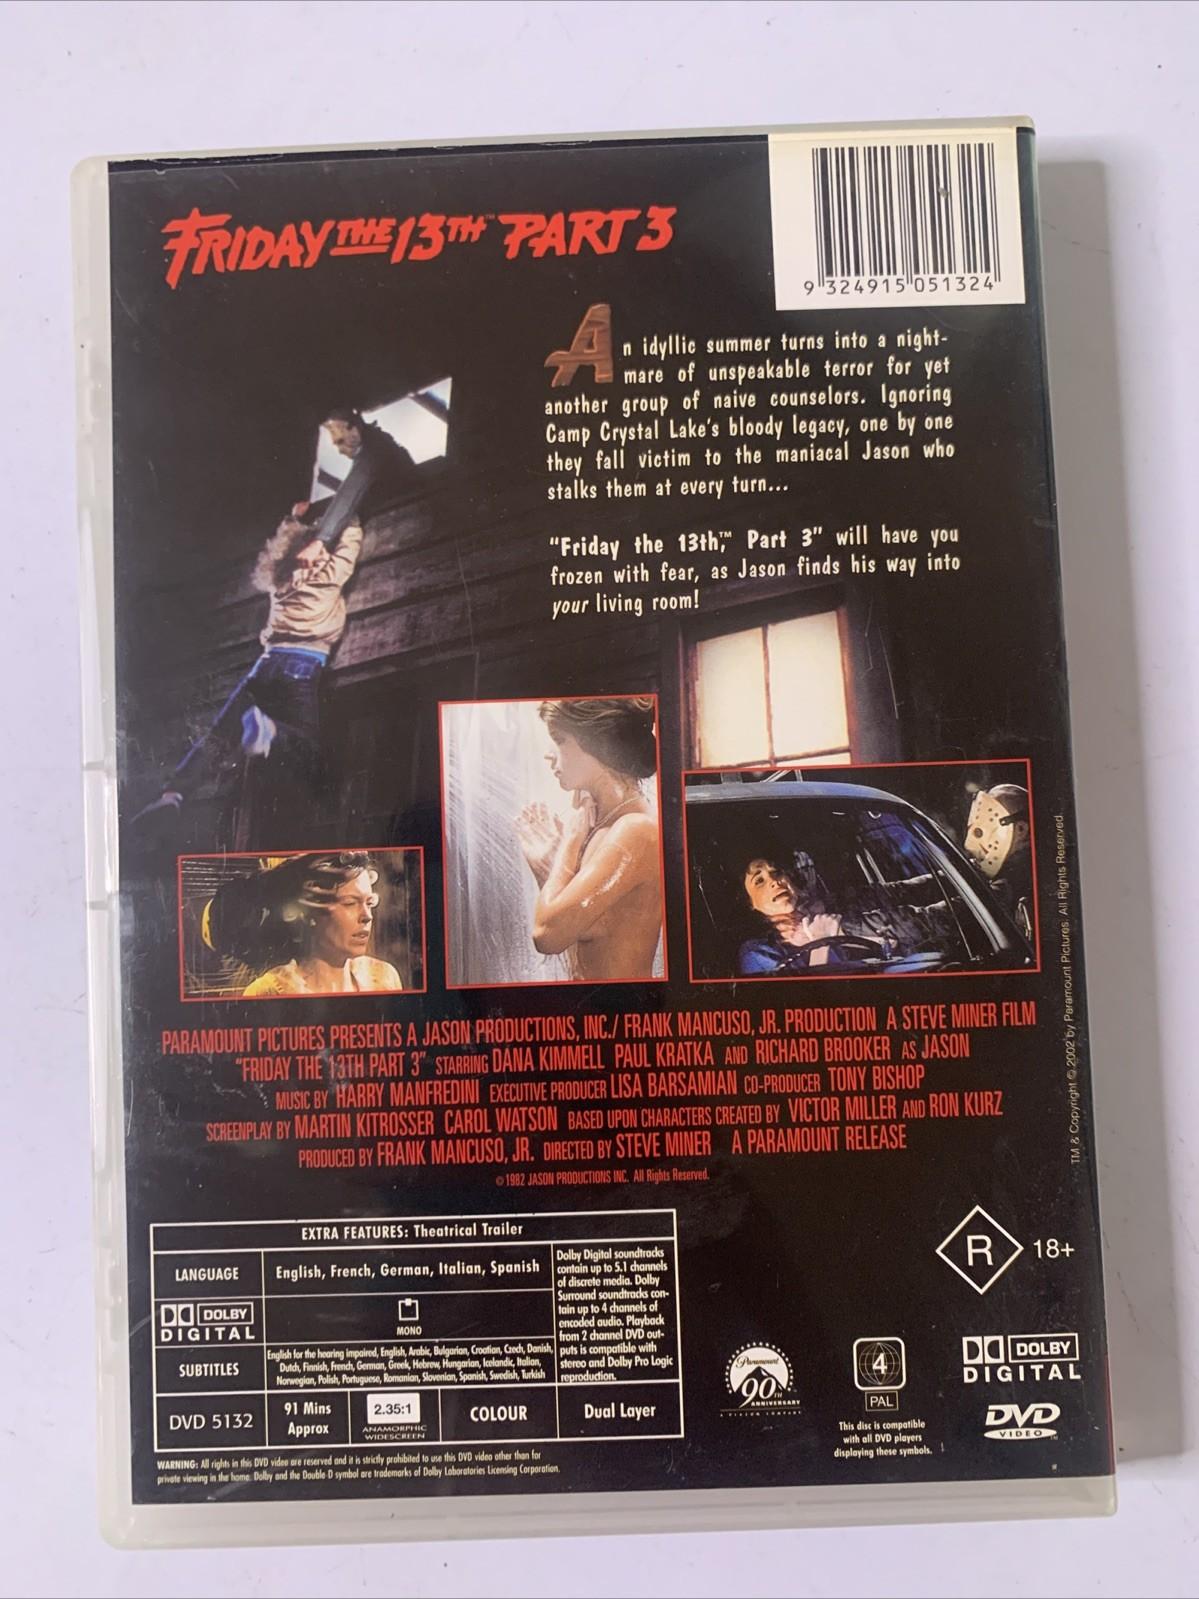 FRIDAY THE 13TH™ PART 3
9 324915 051324
An idyllic summer turns into a night-
mare of unspeakable terror for yet
another group of naive counselors. Ignoring
Camp Crystal Lake's bloody legacy, one by one
they fall victim to the maniacal Jason who
stalks them at every turn...
"Friday the 13th,™ Part 3" will have you
frozen with fear, as Jason finds his way into
your living room!
PARAMOUNT PICTURES PRESENTS A JASON PRODUCTIONS, INC./ FRANK MANCUSO, JR. PRODUCTION A STEVE MINER FILM
"FRIDAY THE 13TH PART 3" STARRING DANA KIMMELL PAUL KRATKA AND RICHARD BROOKER AS JASON
MUSIC BY HARRY MANFREDINI EXECUTIVE PRODUCER LISA BARSAMIAN CO-PRODUCER TONY BISHOP
SCREENPLAY BY MARTIN KITROSSER CAROL WATSON BASED UPON CHARACTERS CREATED BY VICTOR MILLER AND RON KURZ
PRODUCED BY FRANK MANCUSO, JR. DIRECTED BY STEVE MINER A PARAMOUNT RELEASE
©1982 JASON PRODUCTIONS INC. All Rights Reserved.
TM & Copyright © 2002 by Paramount Pictures. All Rights Reserved.
EXTRA FEATURES: Theatrical Trailer
LANGUAGE
English, French, German, Italian, Spanish
DOLBY
DIGITAL
MONO
SUBTITLES
English for the hearing impaired, English, Arabic, Bulgarian, Croatian, Czech, Danish,
Dutch, Finnish, French, German, Greek, Hebrew, Hungarian, Icelandic, Italian,
Norwegian, Polish, Portuguese, Romanian, Slovenian, Spanish, Swedish, Turkish
Dolby Digital soundtracks
contain up to 5.1 channels
of discrete media. Dolby
Surround soundtracks con-
tain up to 4 channels of
encoded audio. Playback
from 2 channel DVD out-
puts is compatible with
stereo and Dolby Pro Logic
reproduction.
DVD 5132
91 Mins
Approx
2.35:1
ANAMORPHIC
WIDESCREEN
COLOUR
Dual Layer
WARNING: All rights in this DVD video are reserved and it is strictly prohibited to use this DVD video other than for
private viewing in the home. Dolby and the Double-D symbol are trademarks of Dolby Laboratories Licensing Corporation.
R 18+
Paramount
90TH
ANNIVERSARY
A VIACOM COMPANY
4
PAL
This disc is compatible
with all DVD players
displaying these symbols.
DOLBY
DIGITAL
DVD
VIDEO